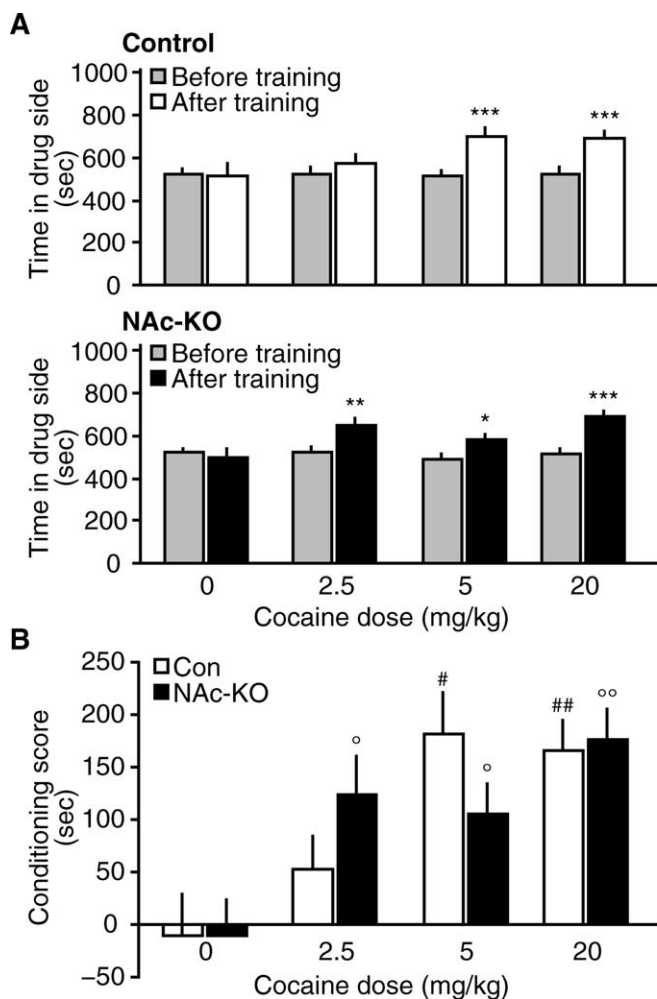 A
Control
1000
800
600
400
200
0
Time in drug side
(sec)
Before training
After training
***
***
NAc-KO
1000
800
600
400
200
0
Time in drug side
(sec)
Before training
After training
**
*
***
0 2.5 5 20
Cocaine dose (mg/kg)
B
250
200
150
100
50
0
−50
Conditioning score
(sec)
Con
NAc-KO
#
##
°
°
°°
0 2.5 5 20
Cocaine dose (mg/kg)